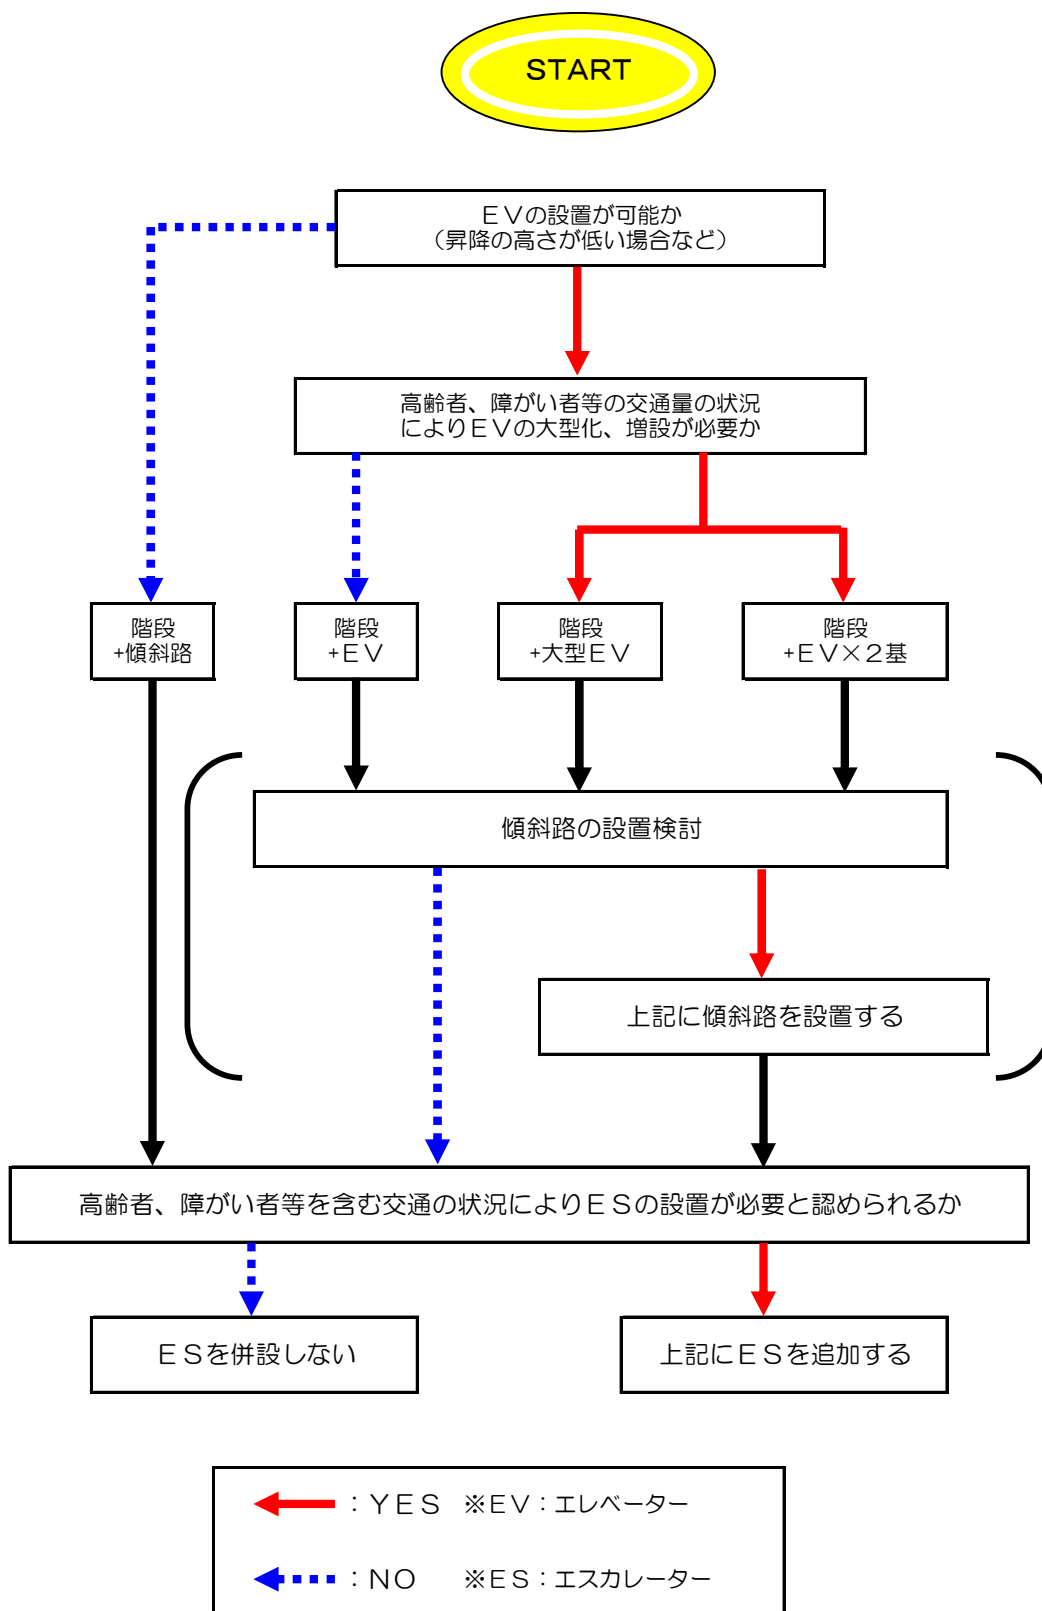 START
ＥＶの設置が可能か
（昇降の高さが低い場合など）
高齢者、障がい者等の交通量の状況
によりＥＶの大型化、増設が必要か
階段
+傾斜路
階段
+ＥＶ
階段
+大型ＥＶ
階段
+ＥＶ×２基
傾斜路の設置検討
上記に傾斜路を設置する
高齢者、障がい者等を含む交通の状況によりＥＳの設置が必要と認められるか
ＥＳを併設しない
上記にＥＳを追加する
：ＹＥＳ ※ＥＶ：エレベーター
：ＮＯ ※ＥＳ：エスカレーター